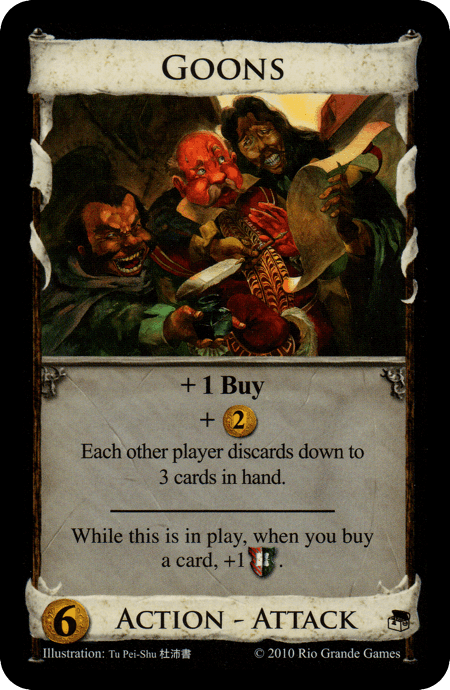 GOONS
+ 1 Buy
+ 2
Each other player discards down to
3 cards in hand.
While this is in play, when you buy
a card, +1 .
6 ACTION - ATTACK
Illustration: Tu Pei-Shu 杜沛書 © 2010 Rio Grande Games